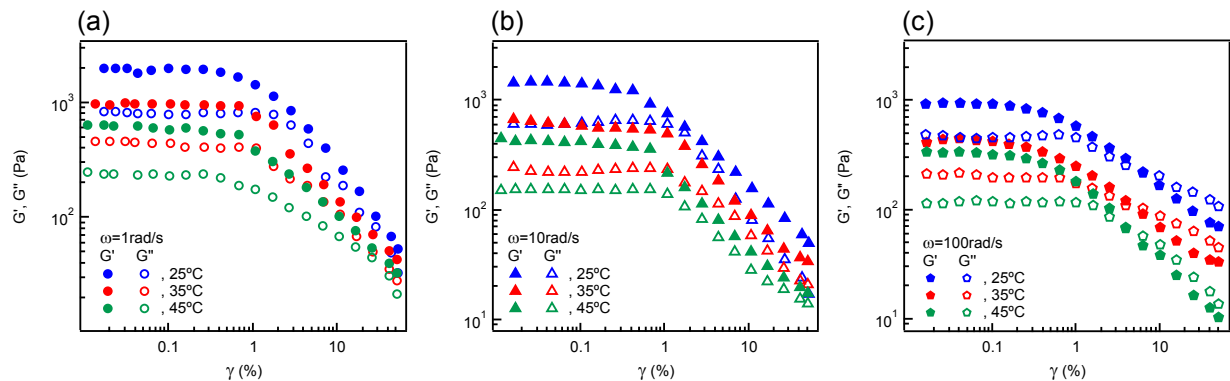 (a)
G', G'' (Pa)
10³
10²
ω=1rad/s
G' G''
, 25ºC
, 35ºC
, 45ºC
0.1 1 10
γ (%)
(b)
G', G'' (Pa)
10³
10²
10¹
ω=10rad/s
G' G''
, 25ºC
, 35ºC
, 45ºC
0.1 1 10
γ (%)
(c)
G', G'' (Pa)
10³
10²
10¹
ω=100rad/s
G' G''
, 25ºC
, 35ºC
, 45ºC
0.1 1 10
γ (%)